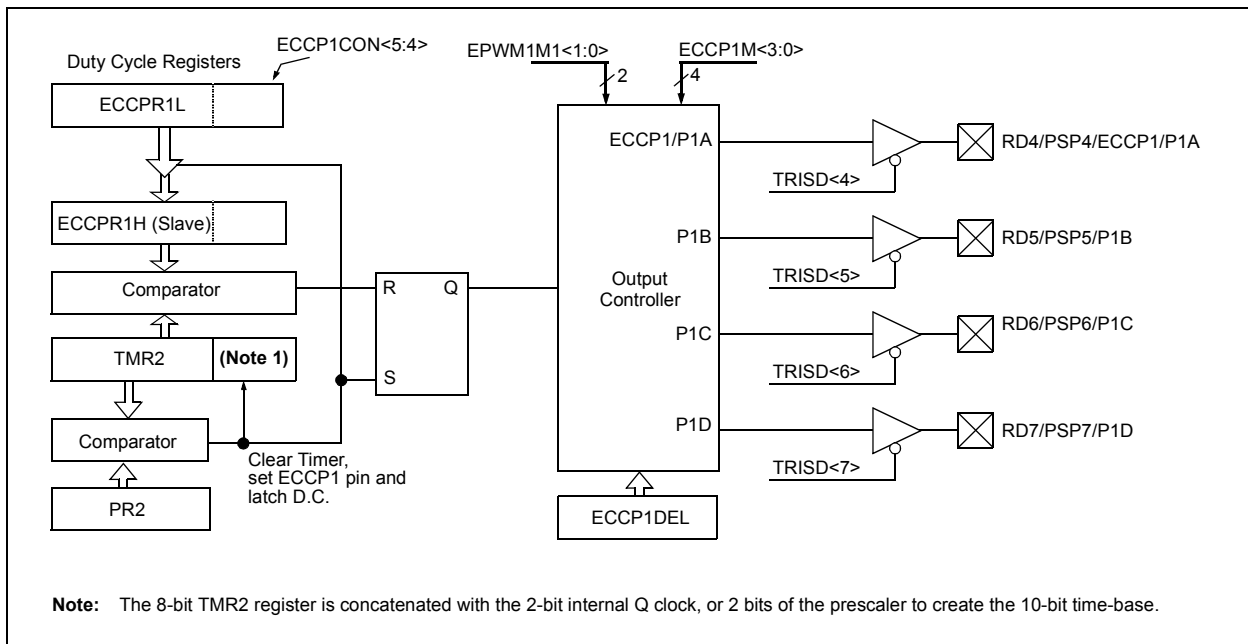 ECCP1CON<5:4>
Duty Cycle Registers
ECCPR1L
ECCPR1H (Slave)
Comparator
TMR2
(Note 1)
Comparator
PR2
Clear Timer,
set ECCP1 pin and
latch D.C.
R
Q
S
EPWM1M1<1:0>
2
ECCP1M<3:0>
4
ECCP1/P1A
P1B
Output
Controller
P1C
P1D
ECCP1DEL
TRISD<4>
RD4/PSP4/ECCP1/P1A
TRISD<5>
RD5/PSP5/P1B
TRISD<6>
RD6/PSP6/P1C
TRISD<7>
RD7/PSP7/P1D
Note: The 8-bit TMR2 register is concatenated with the 2-bit internal Q clock, or 2 bits of the prescaler to create the 10-bit time-base.